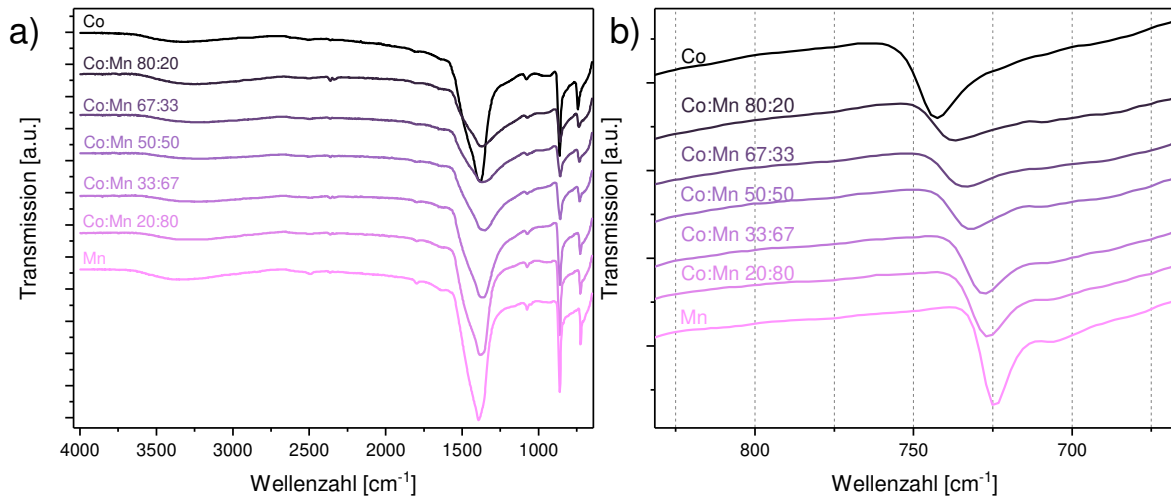 a)
Transmission [a.u.]
Co
Co:Mn 80:20
Co:Mn 67:33
Co:Mn 50:50
Co:Mn 33:67
Co:Mn 20:80
Mn
4000 3500 3000 2500 2000 1500 1000
Wellenzahl [cm⁻¹]
b)
Transmission [a.u.]
Co
Co:Mn 80:20
Co:Mn 67:33
Co:Mn 50:50
Co:Mn 33:67
Co:Mn 20:80
Mn
800 750 700
Wellenzahl [cm⁻¹]